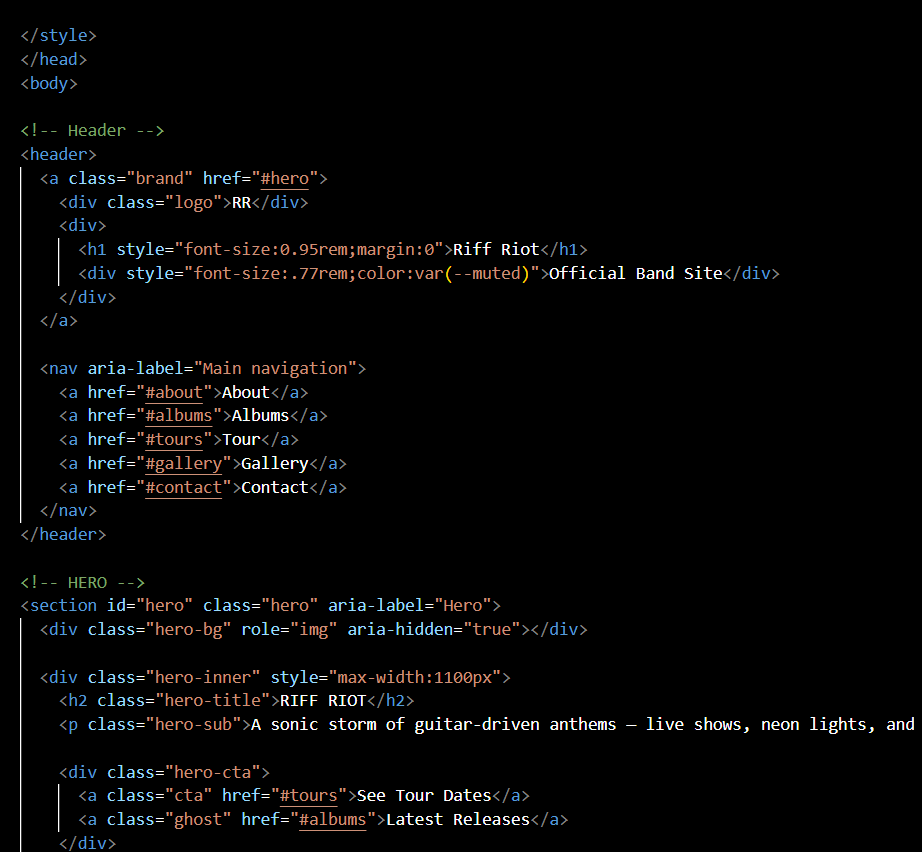 </style>
</head>
<body>
<!-- Header -->
<header>
<a class="brand" href="#hero">
<div class="logo">RR</div>
<div>
<h1 style="font-size:0.95rem;margin:0">Riff Riot</h1>
<div style="font-size:.77rem;color:var(--muted)">Official Band Site</div>
</div>
</a>
<nav aria-label="Main navigation">
<a href="#about">About</a>
<a href="#albums">Albums</a>
<a href="#tours">Tour</a>
<a href="#gallery">Gallery</a>
<a href="#contact">Contact</a>
</nav>
</header>
<!-- HERO -->
<section id="hero" class="hero" aria-label="Hero">
<div class="hero-bg" role="img" aria-hidden="true"></div>
<div class="hero-inner" style="max-width:1100px">
<h2 class="hero-title">RIFF RIOT</h2>
<p class="hero-sub">A sonic storm of guitar-driven anthems — live shows, neon lights, and
<div class="hero-cta">
<a class="cta" href="#tours">See Tour Dates</a>
<a class="ghost" href="#albums">Latest Releases</a>
</div>